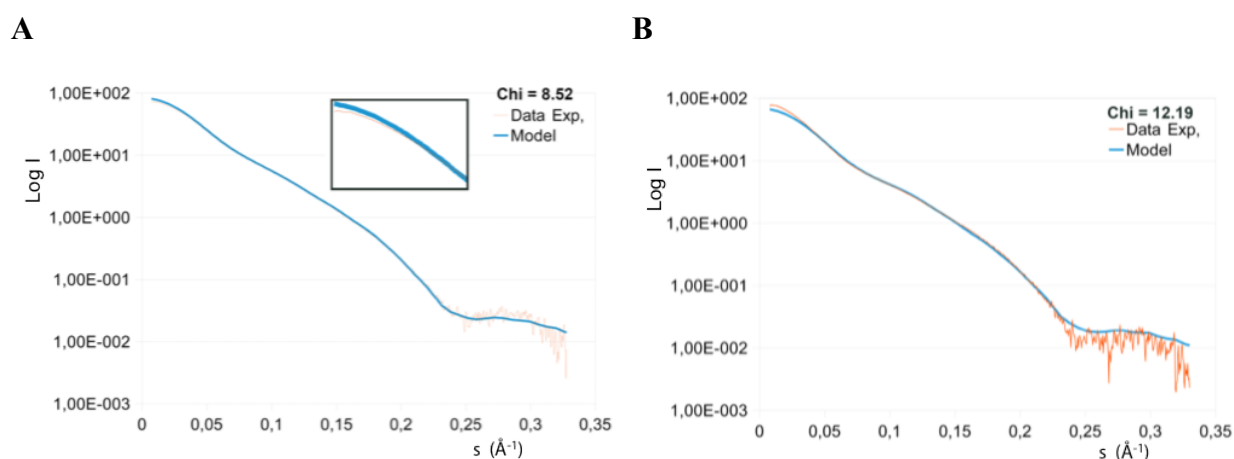 A
B
Chi = 8.52
Data Exp,
Model
Log I
1,00E+002
1,00E+001
1,00E+000
1,00E-001
1,00E-002
1,00E-003
0
0,05
0,1
0,15
0,2
0,25
0,3
0,35
s (Å⁻¹)
Chi = 12.19
Data Exp,
Model
Log I
1,00E+002
1,00E+001
1,00E+000
1,00E-001
1,00E-002
1,00E-003
0
0,05
0,1
0,15
0,2
0,25
0,3
0,35
s (Å⁻¹)